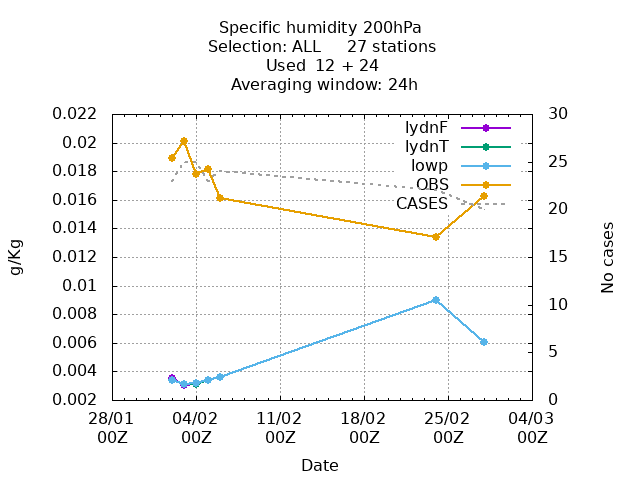 Specific humidity 200hPa
Selection: ALL 27 stations
Used 12 + 24
Averaging window: 24h
0.022
0.02
0.018
0.016
0.014
0.012
0.01
0.008
0.006
0.004
0.002
g/Kg
30
25
20
15
10
5
0
No cases
IydnF
IydnT
Iowp
OBS
CASES
28/01 04/02 11/02 18/02 25/02 04/03
00Z 00Z 00Z 00Z 00Z 00Z
Date